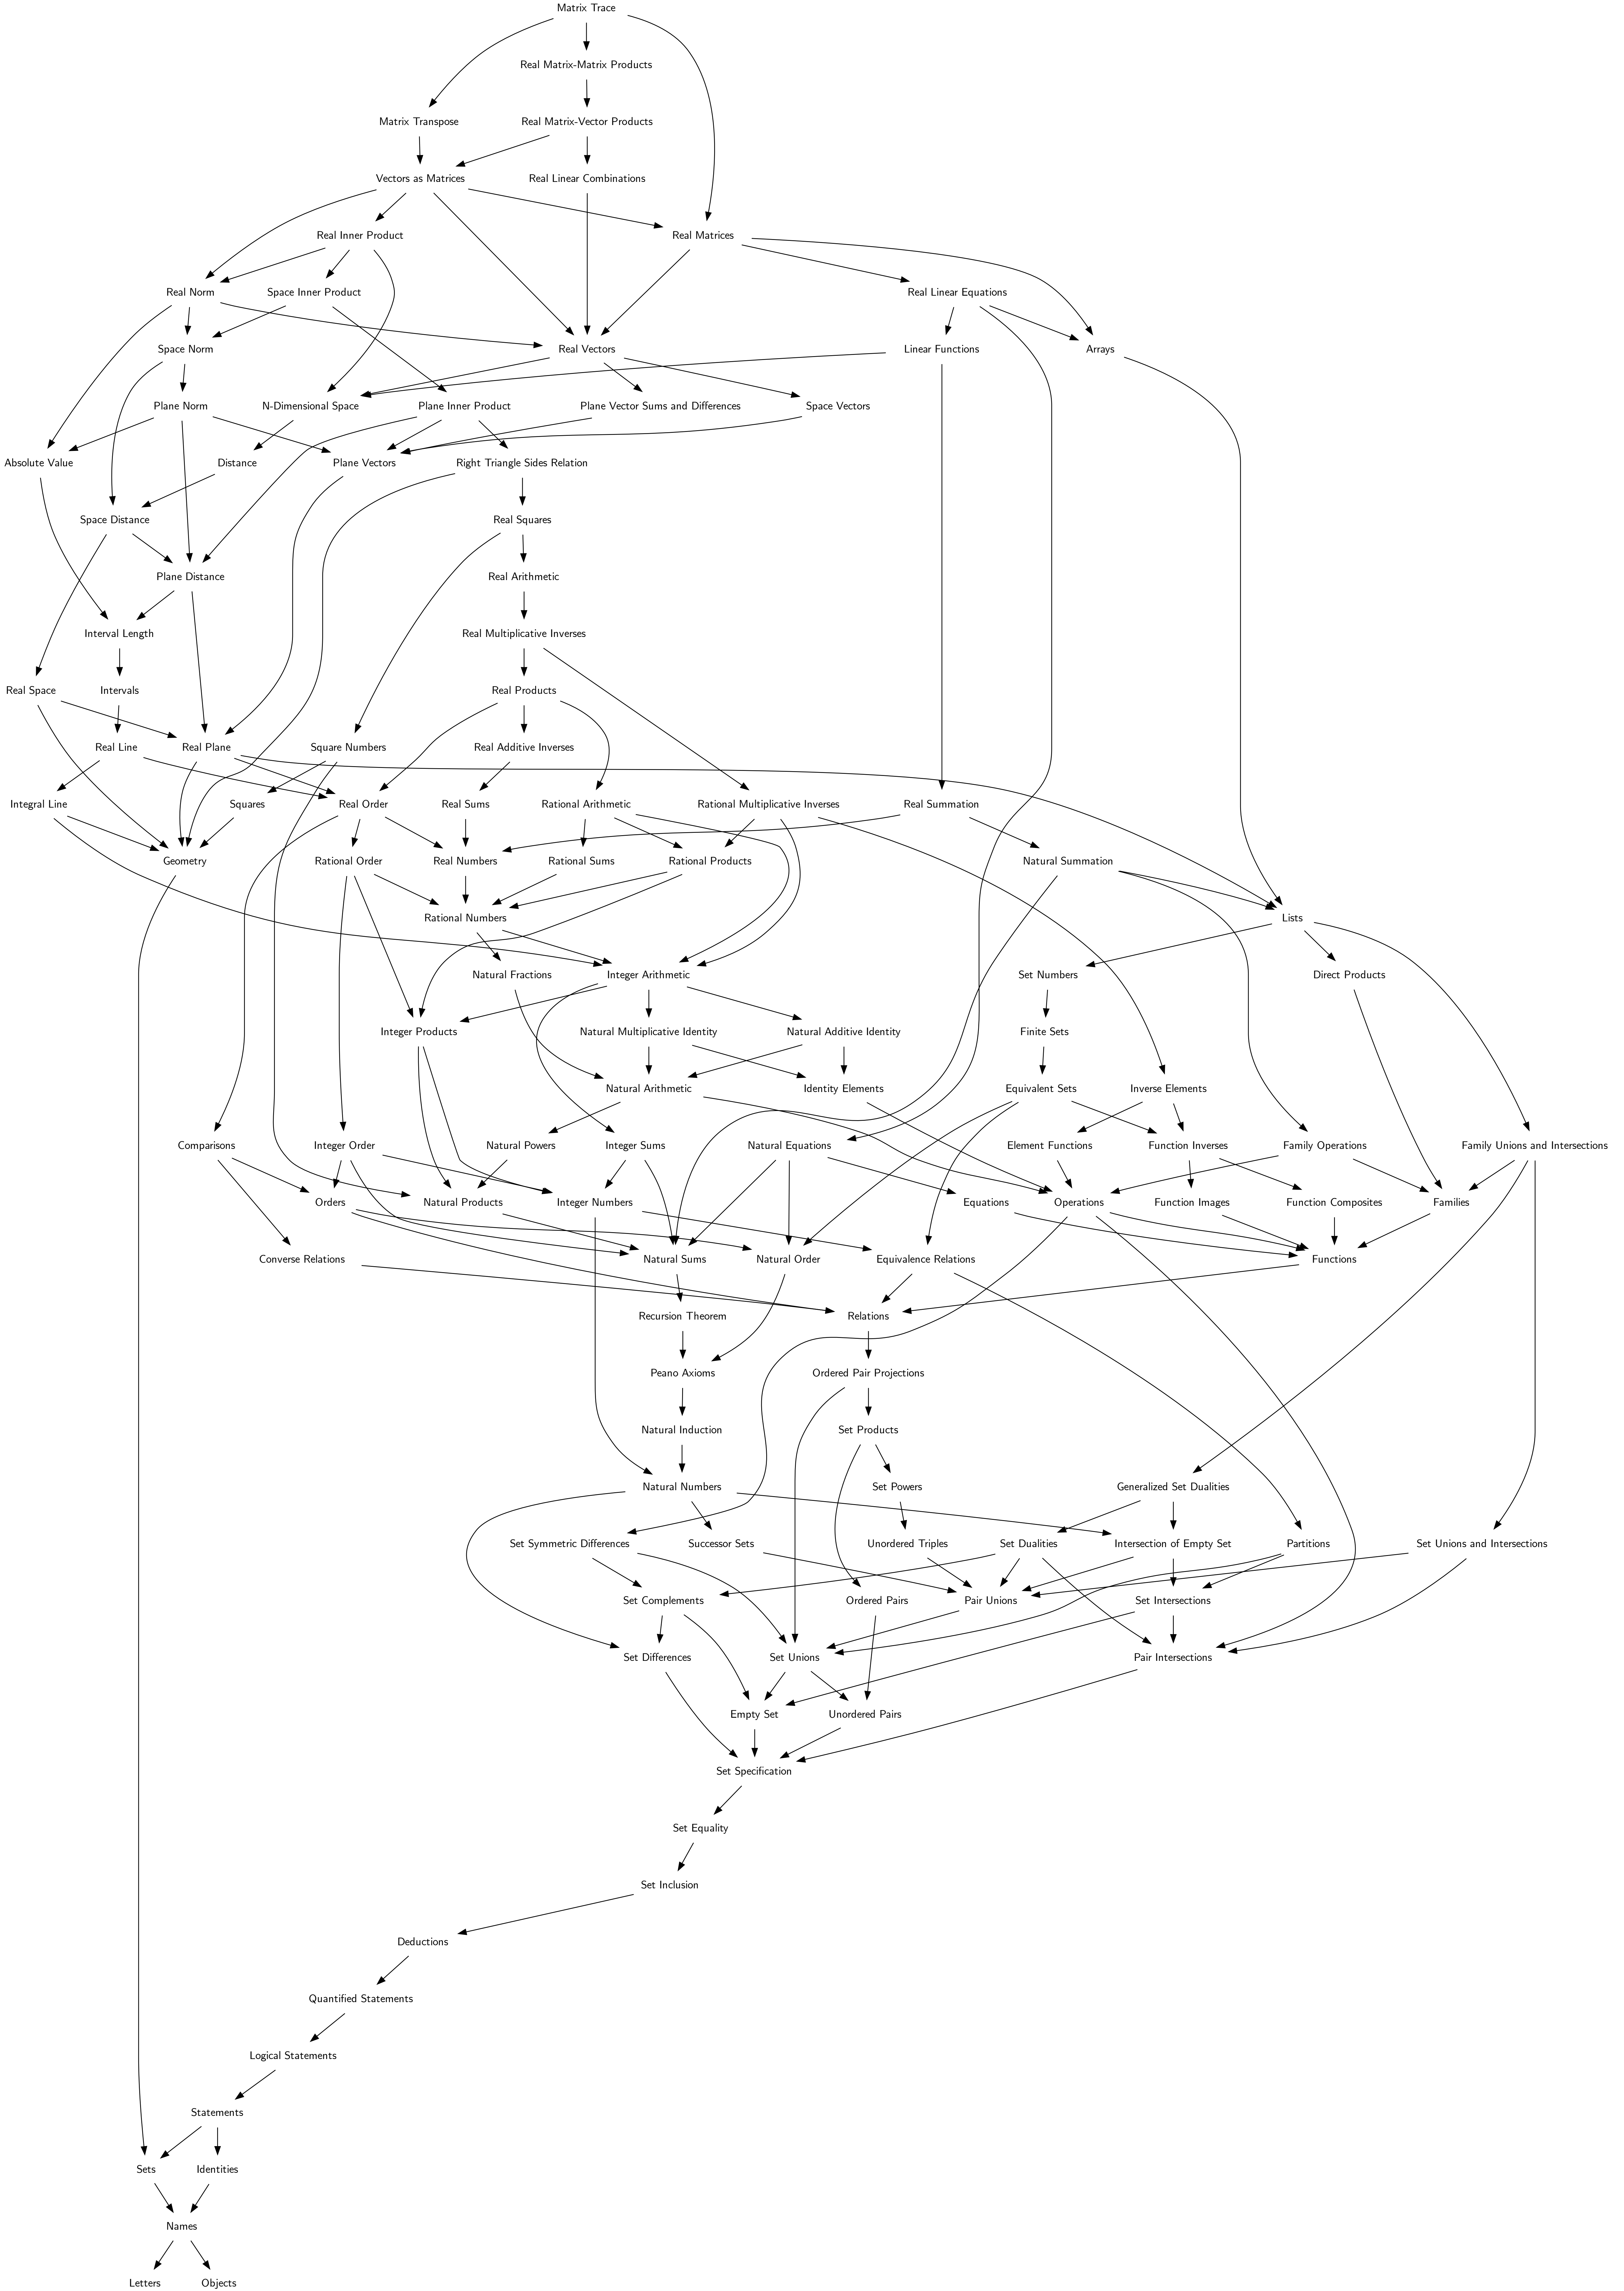 Matrix Trace
Real Matrix-Matrix Products
Matrix Transpose
Real Matrix-Vector Products
Vectors as Matrices
Real Linear Combinations
Real Inner Product
Real Matrices
Real Norm
Space Inner Product
Real Linear Equations
Space Norm
Real Vectors
Linear Functions
Arrays
Plane Norm
N-Dimensional Space
Plane Inner Product
Plane Vector Sums and Differences
Space Vectors
Absolute Value
Distance
Plane Vectors
Right Triangle Sides Relation
Space Distance
Real Squares
Plane Distance
Real Arithmetic
Interval Length
Real Multiplicative Inverses
Real Space
Intervals
Real Products
Real Line
Real Plane
Square Numbers
Real Additive Inverses
Integral Line
Squares
Real Order
Real Sums
Rational Arithmetic
Rational Multiplicative Inverses
Real Summation
Geometry
Rational Order
Real Numbers
Rational Sums
Rational Products
Natural Summation
Rational Numbers
Lists
Natural Fractions
Integer Arithmetic
Set Numbers
Direct Products
Integer Products
Natural Multiplicative Identity
Natural Additive Identity
Finite Sets
Natural Arithmetic
Identity Elements
Equivalent Sets
Inverse Elements
Comparisons
Integer Order
Natural Powers
Integer Sums
Natural Equations
Element Functions
Function Inverses
Family Operations
Family Unions and Intersections
Orders
Natural Products
Integer Numbers
Equations
Operations
Function Images
Function Composites
Families
Converse Relations
Natural Sums
Natural Order
Equivalence Relations
Functions
Recursion Theorem
Relations
Peano Axioms
Ordered Pair Projections
Natural Induction
Set Products
Natural Numbers
Set Powers
Generalized Set Dualities
Set Symmetric Differences
Successor Sets
Unordered Triples
Set Dualities
Intersection of Empty Set
Partitions
Set Unions and Intersections
Set Complements
Ordered Pairs
Pair Unions
Set Intersections
Set Differences
Set Unions
Pair Intersections
Empty Set
Unordered Pairs
Set Specification
Set Equality
Set Inclusion
Deductions
Quantified Statements
Logical Statements
Statements
Sets
Identities
Names
Letters
Objects